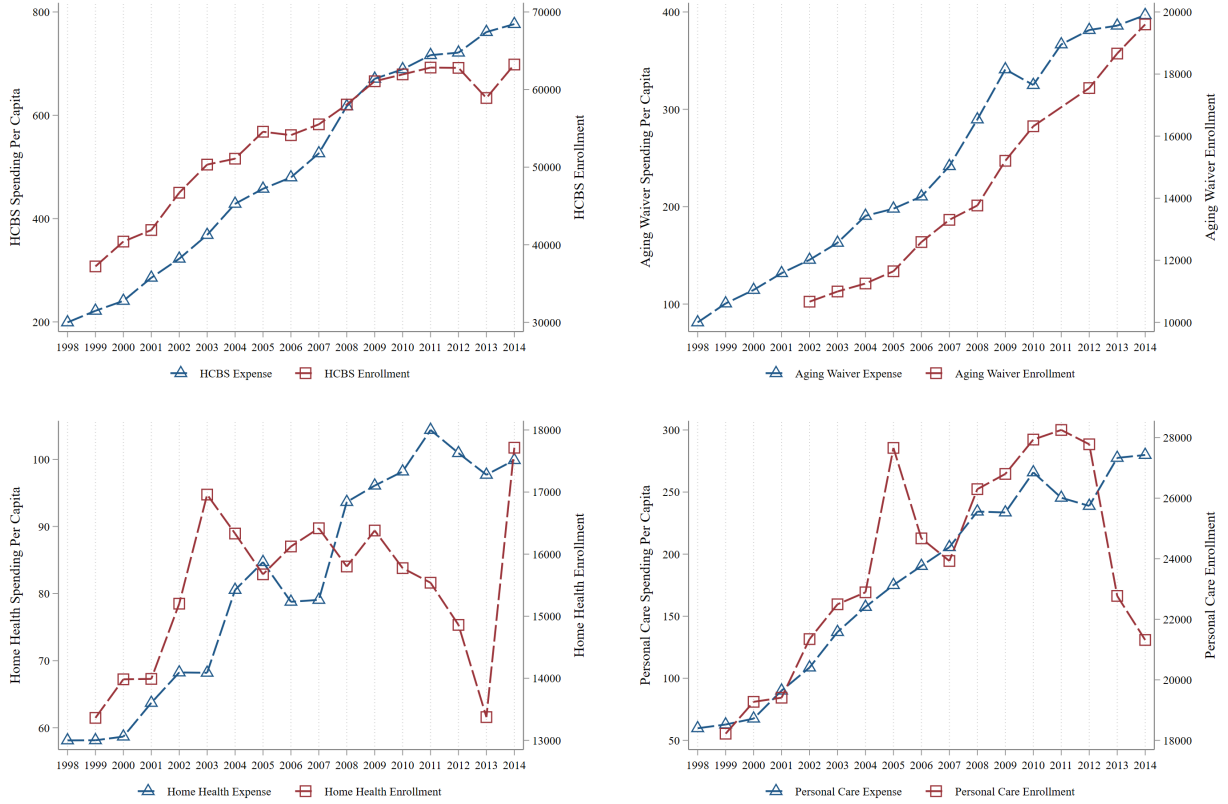 HCBS Spending Per Capita
800
600
400
200
HCBS Enrollment
70000
60000
50000
40000
30000
1998 1999 2000 2001 2002 2003 2004 2005 2006 2007 2008 2009 2010 2011 2012 2013 2014
HCBS Expense HCBS Enrollment
Aging Waiver Spending Per Capita
400
300
200
100
Aging Waiver Enrollment
20000
18000
16000
14000
12000
10000
1998 1999 2000 2001 2002 2003 2004 2005 2006 2007 2008 2009 2010 2011 2012 2013 2014
Aging Waiver Expense Aging Waiver Enrollment
Home Health Spending Per Capita
100
90
80
70
60
Home Health Enrollment
18000
17000
16000
15000
14000
13000
1998 1999 2000 2001 2002 2003 2004 2005 2006 2007 2008 2009 2010 2011 2012 2013 2014
Home Health Expense Home Health Enrollment
Personal Care Spending Per Capita
300
250
200
150
100
50
Personal Care Enrollment
28000
26000
24000
22000
20000
18000
1998 1999 2000 2001 2002 2003 2004 2005 2006 2007 2008 2009 2010 2011 2012 2013 2014
Personal Care Expense Personal Care Enrollment